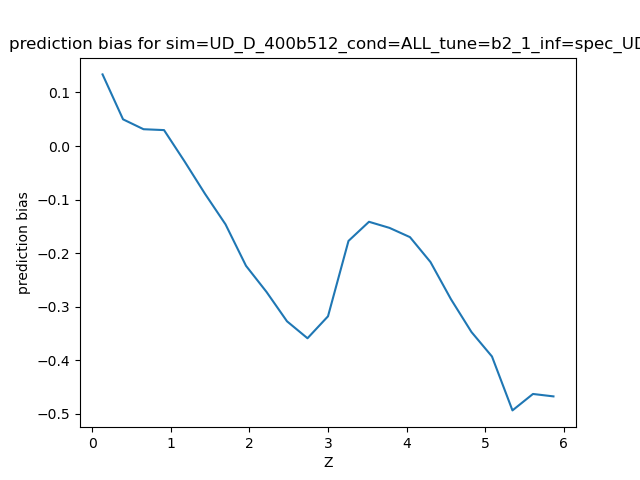 prediction bias for sim=UD_D_400b512_cond=ALL_tune=b2_1_inf=spec_UD
0.1
0.0
−0.1
−0.2
−0.3
−0.4
−0.5
prediction bias
0 1 2 3 4 5 6
Z